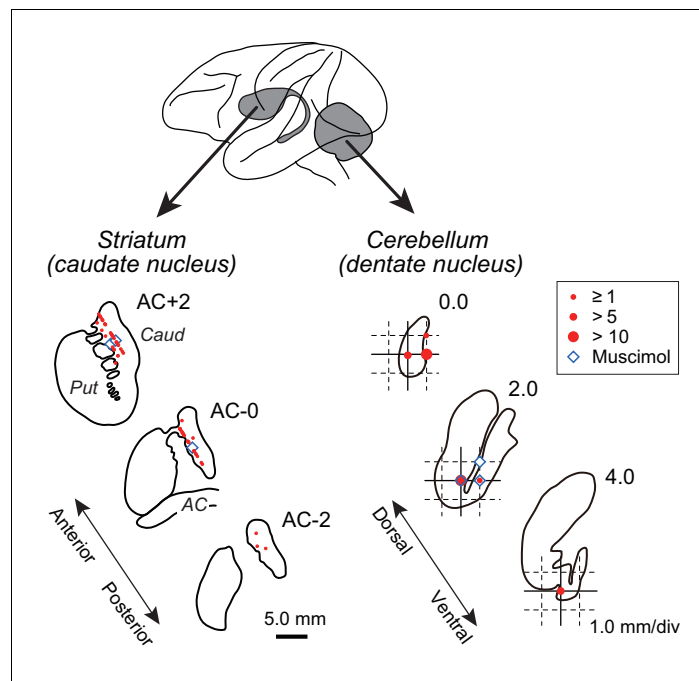 Striatum
(caudate nucleus)
Cerebellum
(dentate nucleus)
AC+2
Caud
Put
AC-0
AC
AC-2
Anterior
Posterior
5.0 mm
0.0
2.0
4.0
Dorsal
Ventral
1.0 mm/div
≥ 1
> 5
> 10
Muscimol